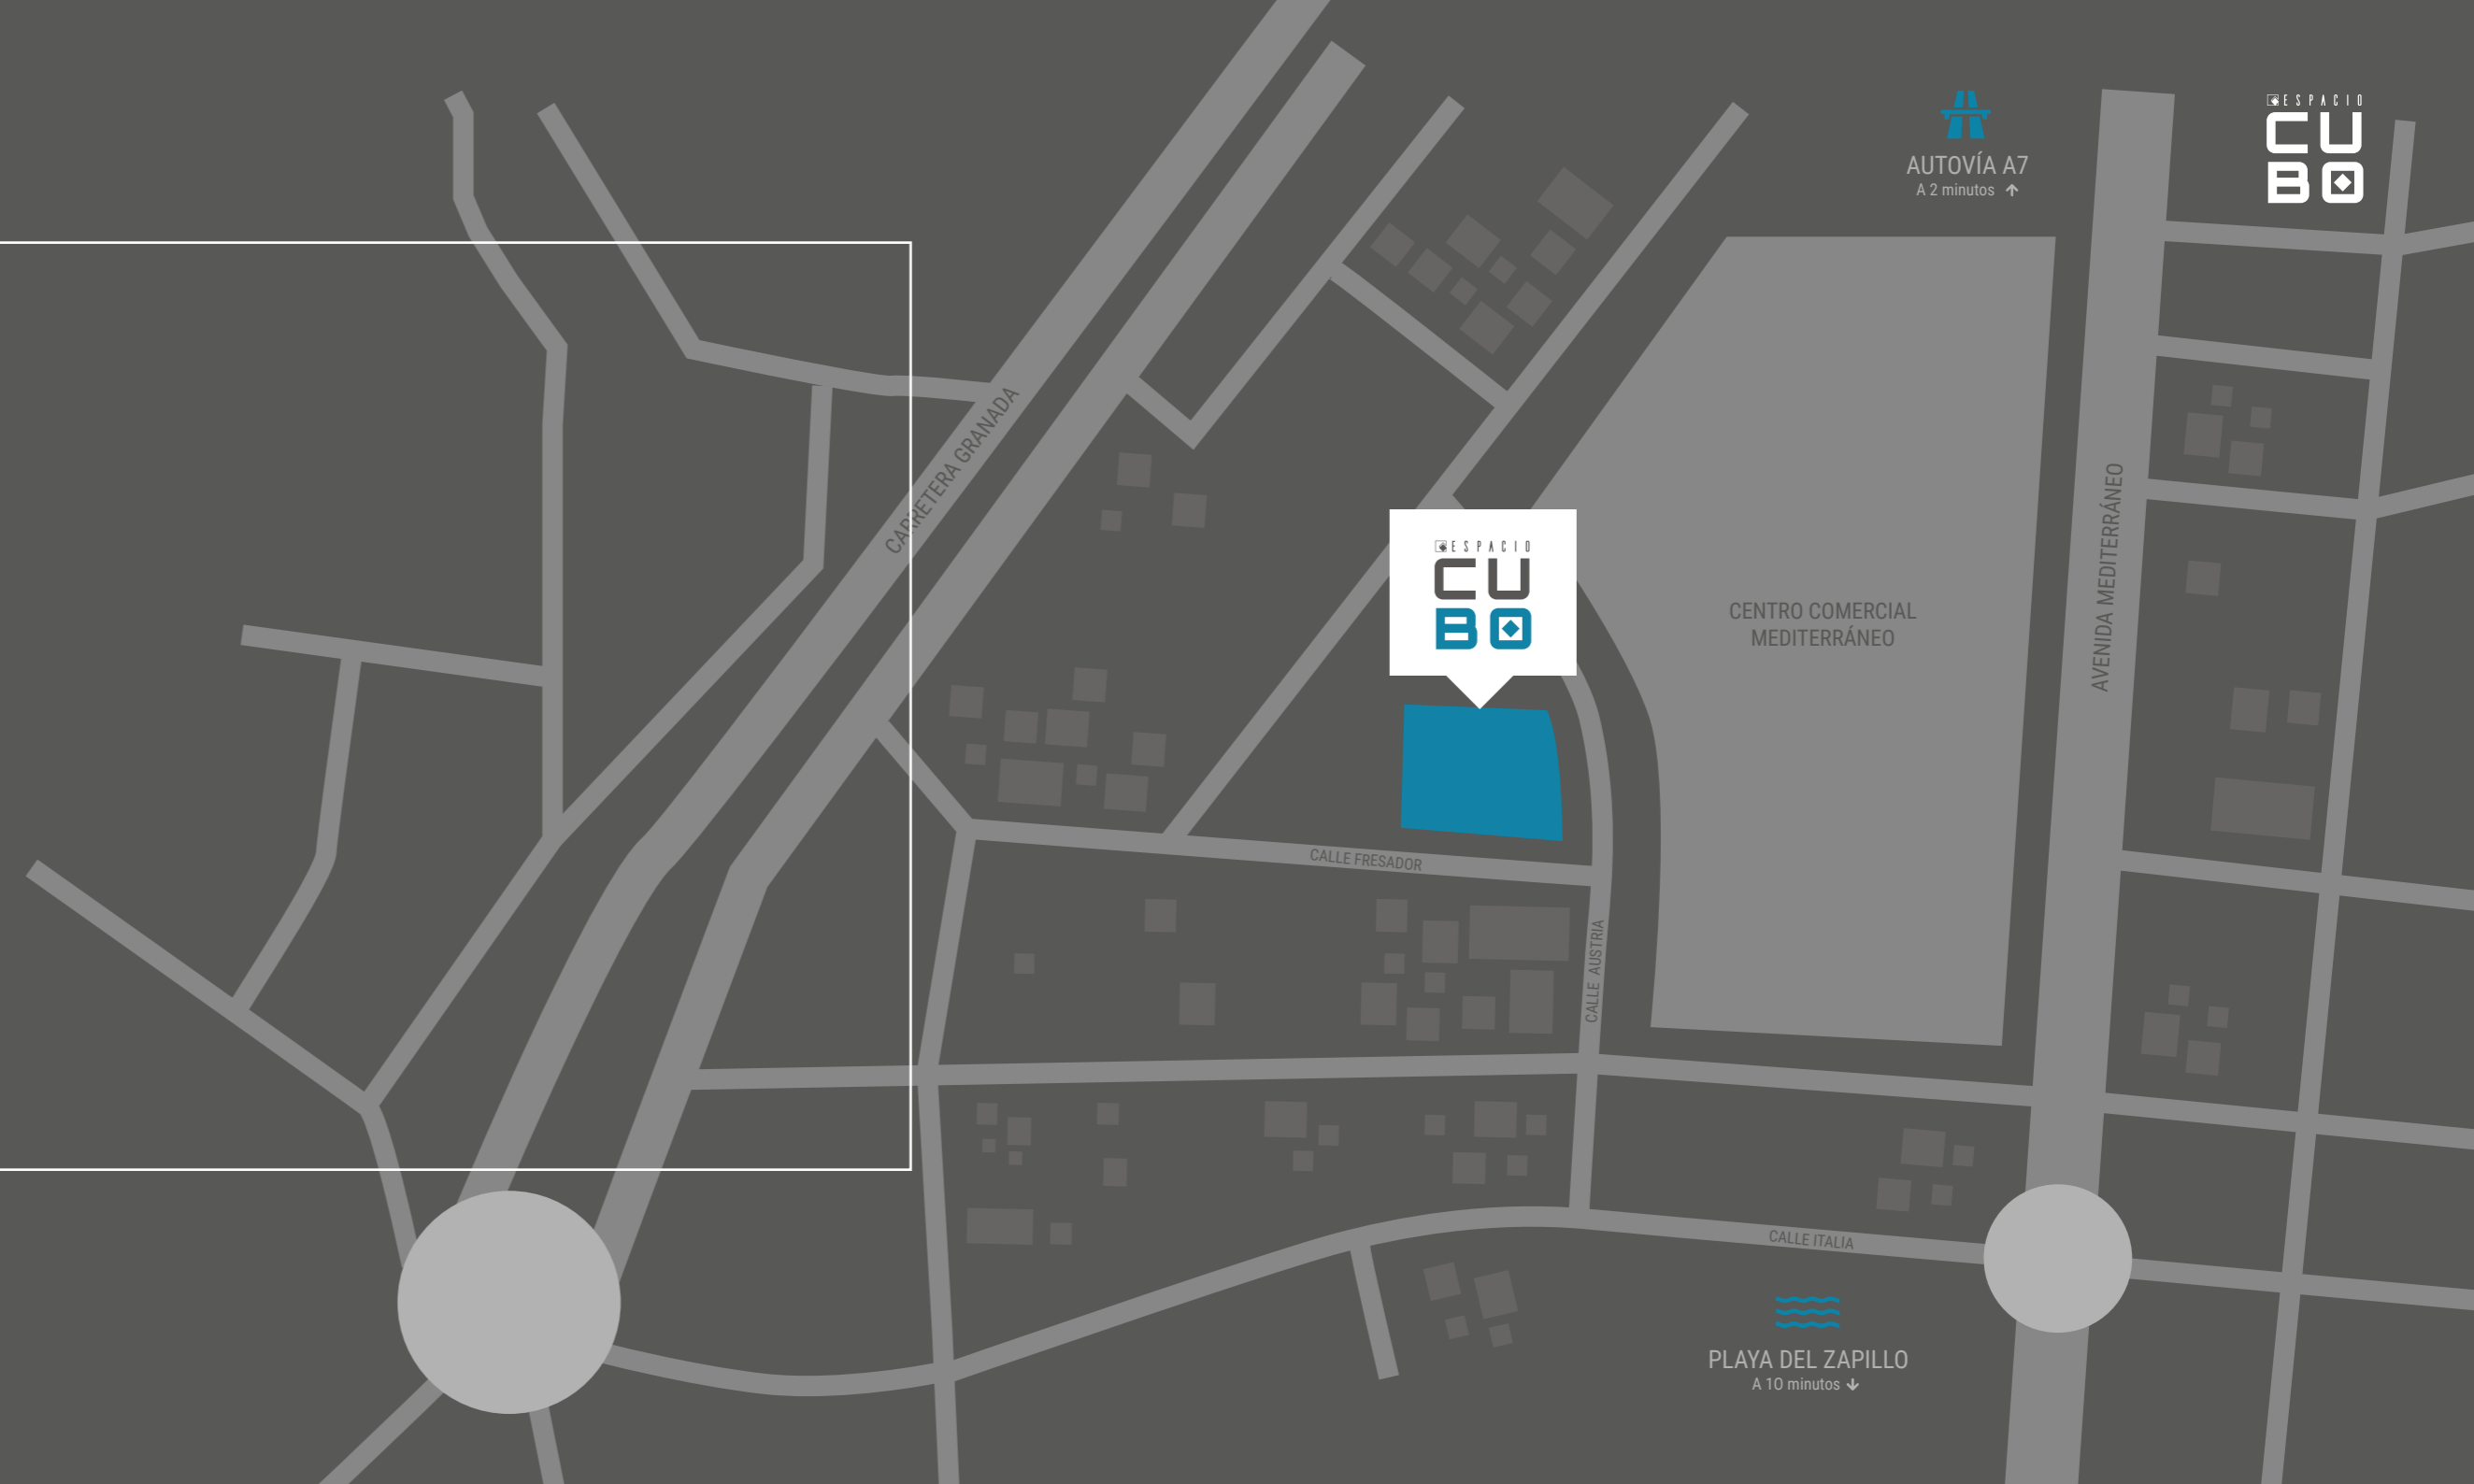 AUTOVÍA A7
A 2 minutos
ESPACIO
CUBO
CARRETERA GRANADA
ESPACIO
CUBO
CENTRO COMERCIAL
MEDITERRÁNEO
AVENIDA MEDITERRÁNEO
CALLE FRESADOR
CALLE AUSTRIA
CALLE ITALIA
PLAYA DEL ZAPILLO
A 10 minutos